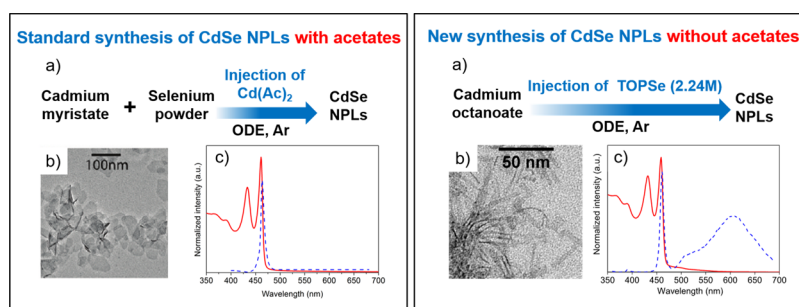 Standard synthesis of CdSe NPLs with acetates
a)
Cadmium
myristate
+
Selenium
powder
Injection of
Cd(Ac)2
ODE, Ar
CdSe
NPLs
b)
100nm
c)
Normalized intensity (a.u.)
350 400 450 500 550 600 650 700
Wavelength (nm)
New synthesis of CdSe NPLs without acetates
a)
Cadmium
octanoate
Injection of TOPSe (2.24M)
ODE, Ar
CdSe
NPLs
b)
50 nm
c)
Normalized intensity (a.u.)
350 400 450 500 550 600 650 700
Wavelength (nm)